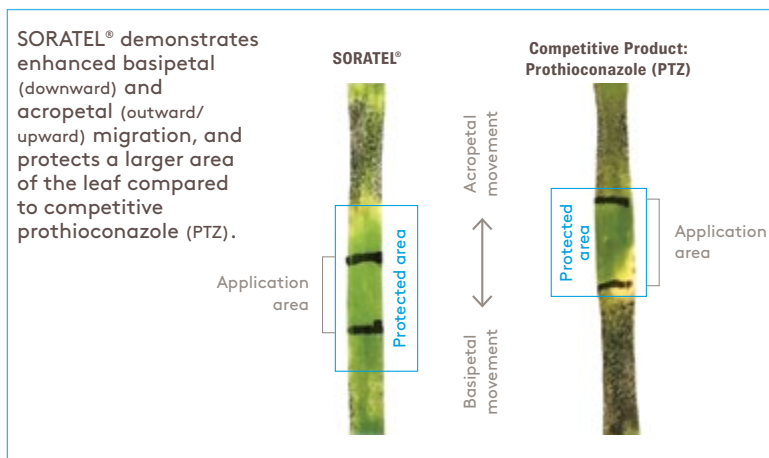 SORATEL® demonstrates
enhanced basipetal
(downward) and
acropetal (outward/
upward) migration, and
protects a larger area
of the leaf compared
to competitive
prothioconazole (PTZ).
SORATEL®
Application
area
Protected area
Acropetal
movement
Basipetal
movement
Competitive Product:
Prothioconazole (PTZ)
Protected
area
Application
area